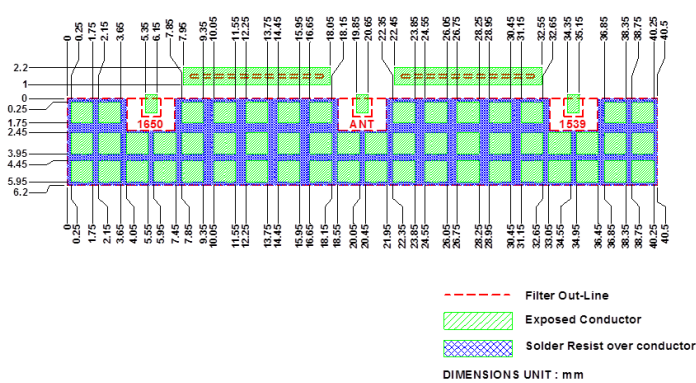 0 0.25 1.75 2.15 3.65 5.35 6.15 7.85 7.95 9.35 10.05 11.55 12.25 13.75 14.45 15.95 16.65 18.05 18.15 19.85 20.65 22.35 22.45 23.85 24.55 26.05 26.75 28.25 28.95 30.45 31.15 32.55 32.65 34.35 35.15 36.85 38.35 38.75 40.25 40.5
2.2
1
0
0.25
1.75
2.45
3.95
4.45
5.95
6.2
1650 ANT 1539
0 0.25 1.75 2.15 3.65 4.05 5.55 5.95 7.45 7.85 9.35 10.05 11.55 12.25 13.75 14.45 15.95 16.65 18.15 18.55 20.05 20.45 21.95 22.35 23.85 24.55 26.05 26.75 28.25 28.95 30.45 31.15 32.65 33.05 34.55 34.95 36.45 36.85 38.35 38.75 40.25 40.5
Filter Out-Line
Exposed Conductor
Solder Resist over conductor
DIMENSIONS UNIT : mm